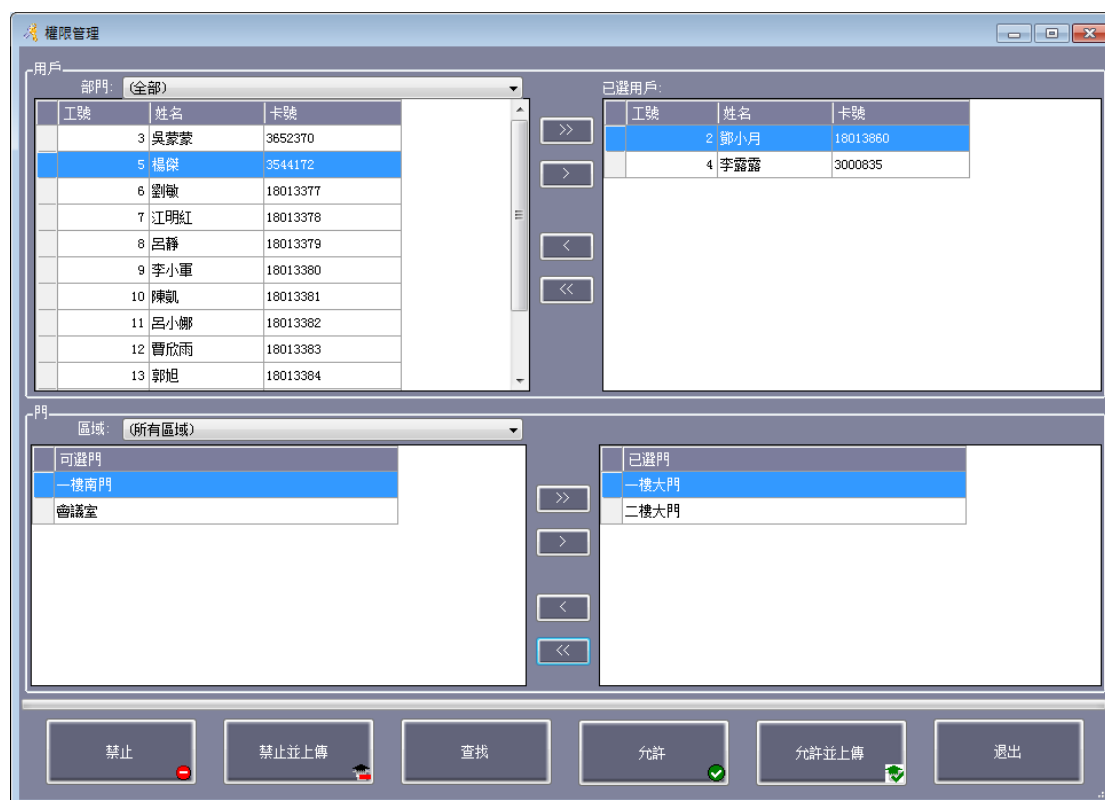 權限管理
用戶
部門: (全部)
已選用戶:
工號 姓名 卡號
3 吳蒙蒙 3652370
5 楊傑 3544172
6 劉敏 18013377
7 江明紅 18013378
8 呂靜 18013379
9 李小軍 18013380
10 陳凱 18013381
11 呂小娜 18013382
12 賈欣雨 18013383
13 郭旭 18013384
>>
>
<
<<
工號 姓名 卡號
2 鄧小月 18013860
4 李露露 3000835
門
區域: (所有區域)
可選門
一樓南門
會議室
>>
>
<
<<
已選門
一樓大門
二樓大門
禁止
禁止並上傳
查找
允許
允許並上傳
退出